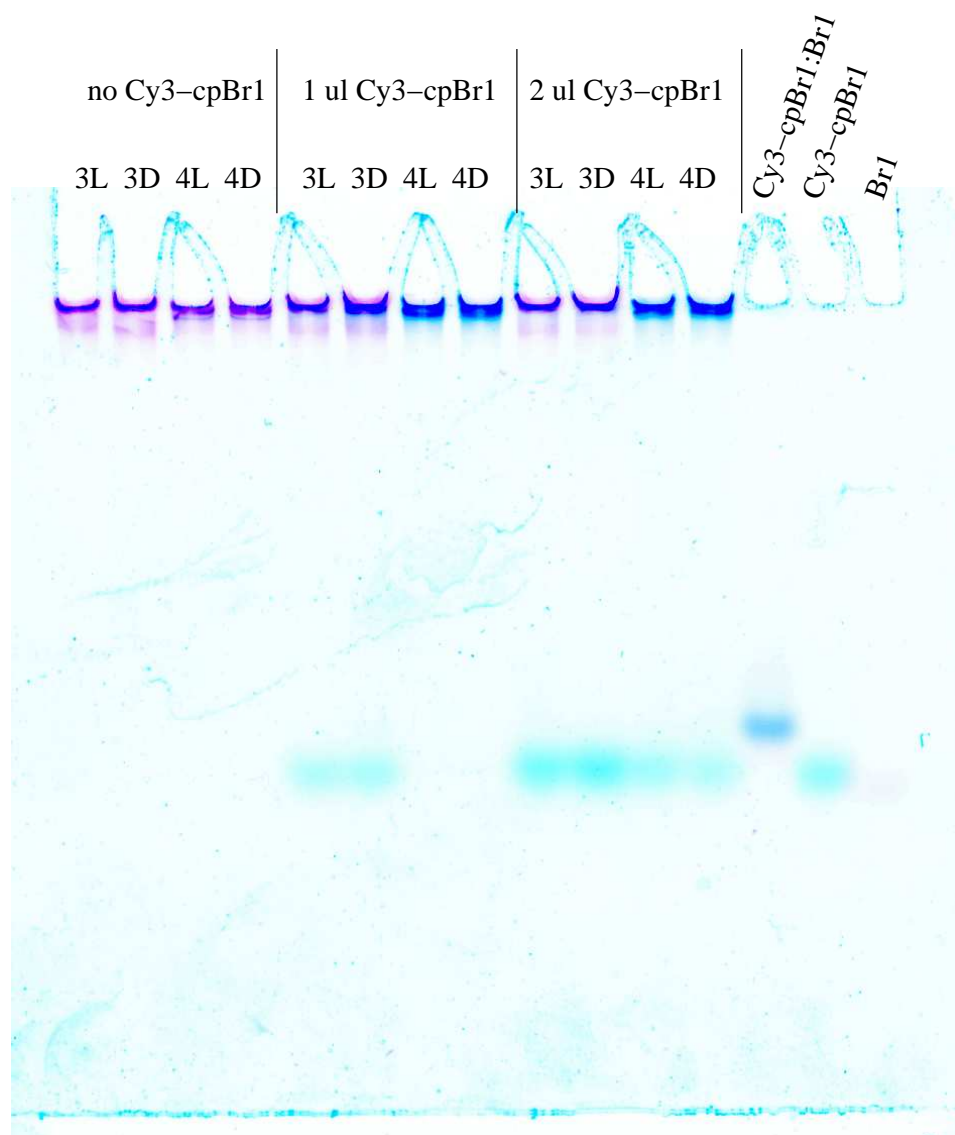 no Cy3–cpBr1 1 ul Cy3–cpBr1 2 ul Cy3–cpBr1
Cy3–cpBr1:Br1
Cy3–cpBr1
Br1
3L 3D 4L 4D 3L 3D 4L 4D 3L 3D 4L 4D